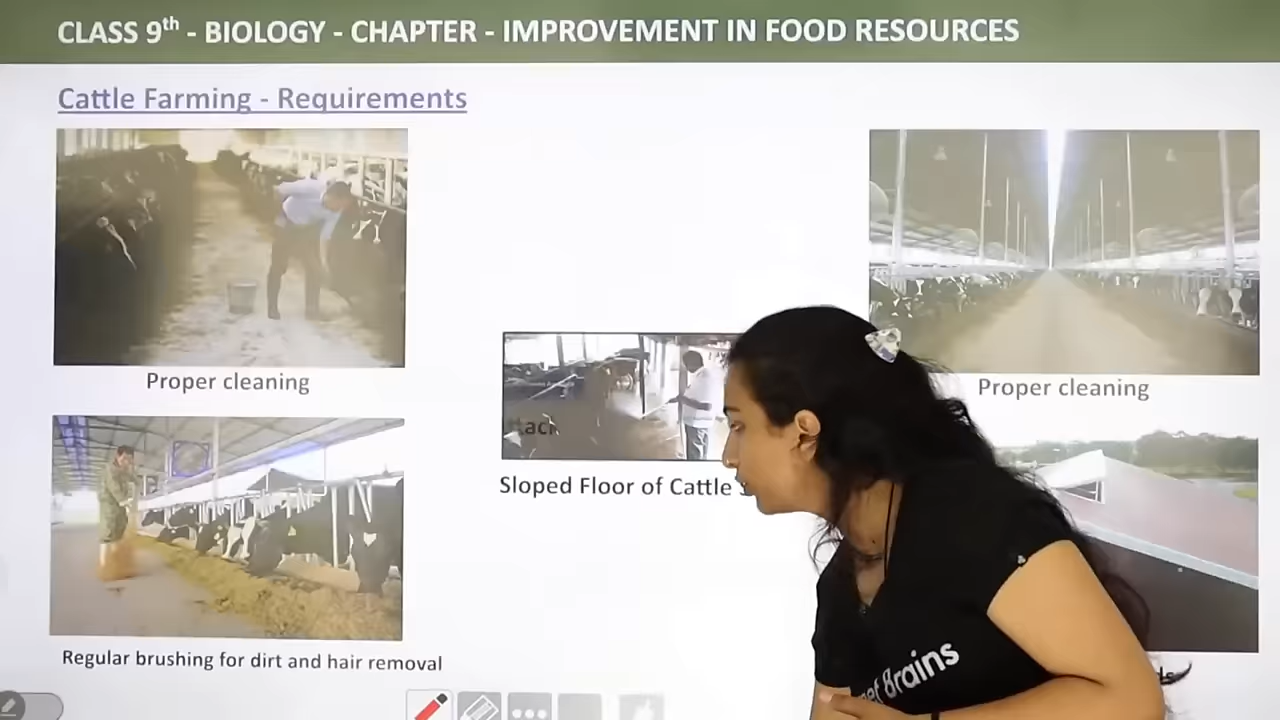 CLASS 9th - BIOLOGY - CHAPTER - IMPROVEMENT IN FOOD RESOURCES
Cattle Farming - Requirements
Proper cleaning
Proper cleaning
Sloped Floor of Cattle
Regular brushing for dirt and hair removal
Brains